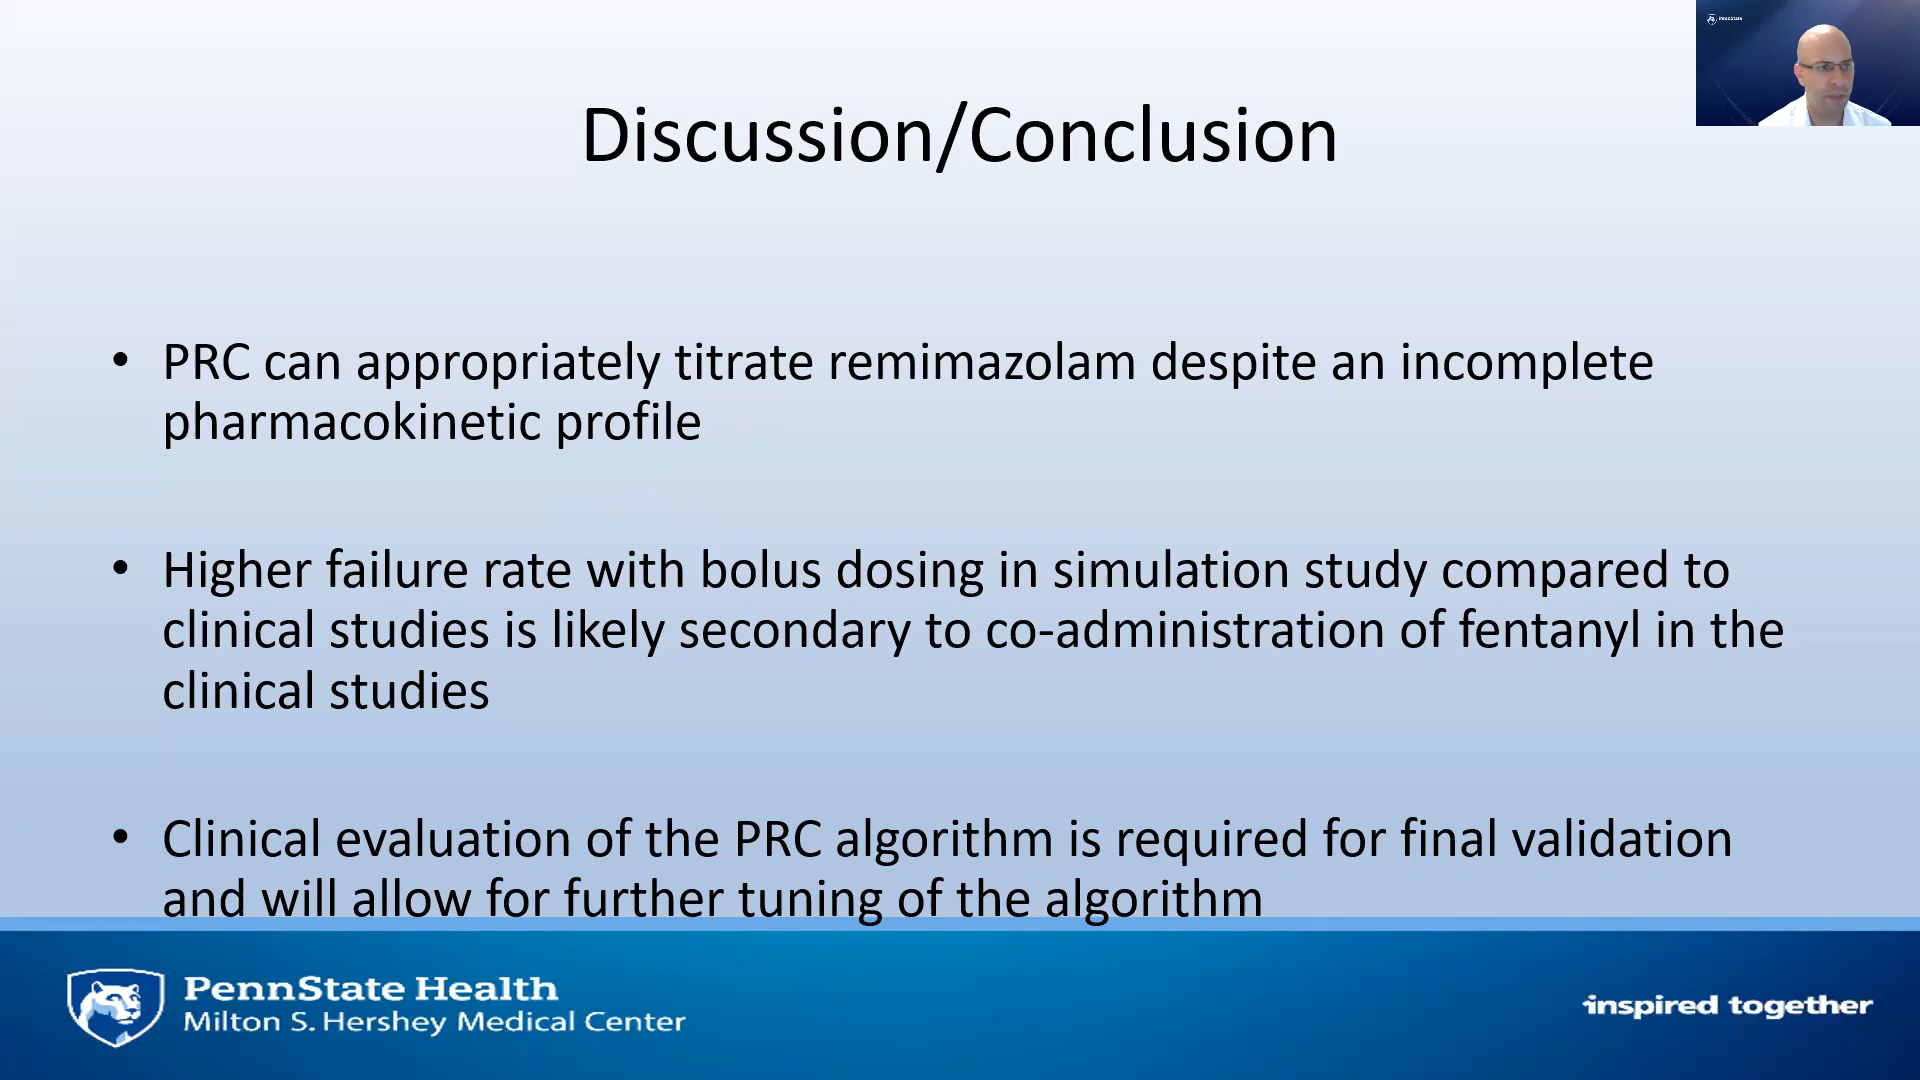 Discussion/Conclusion
• PRC can appropriately titrate remimazolam despite an incomplete
pharmacokinetic profile
• Higher failure rate with bolus dosing in simulation study compared to
clinical studies is likely secondary to co-administration of fentanyl in the
clinical studies
• Clinical evaluation of the PRC algorithm is required for final validation
and will allow for further tuning of the algorithm
PennState Health
Milton S. Hershey Medical Center
inspired together